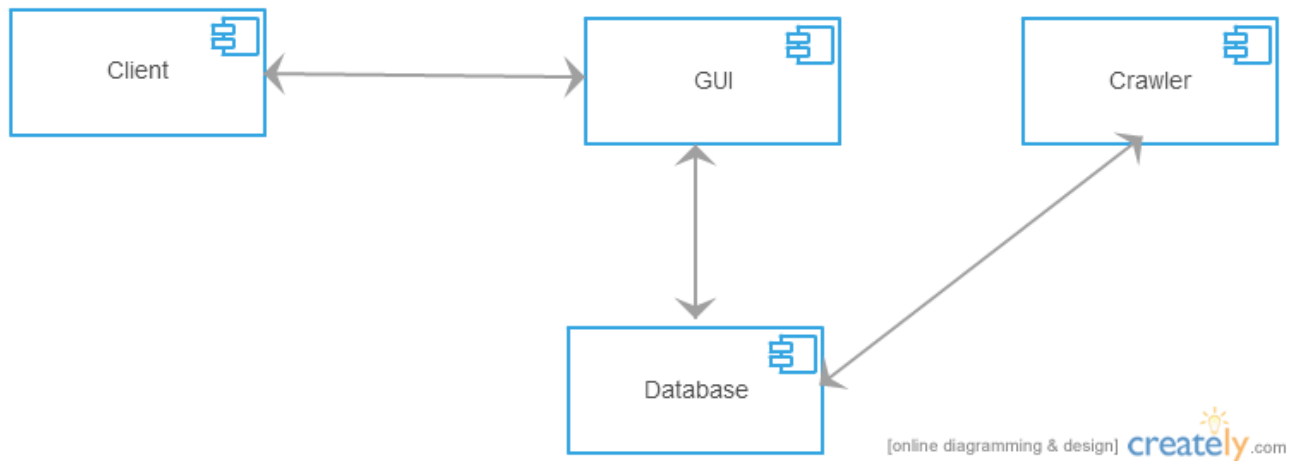 Client
GUI
Crawler
Database
[online diagramming & design] creately.com